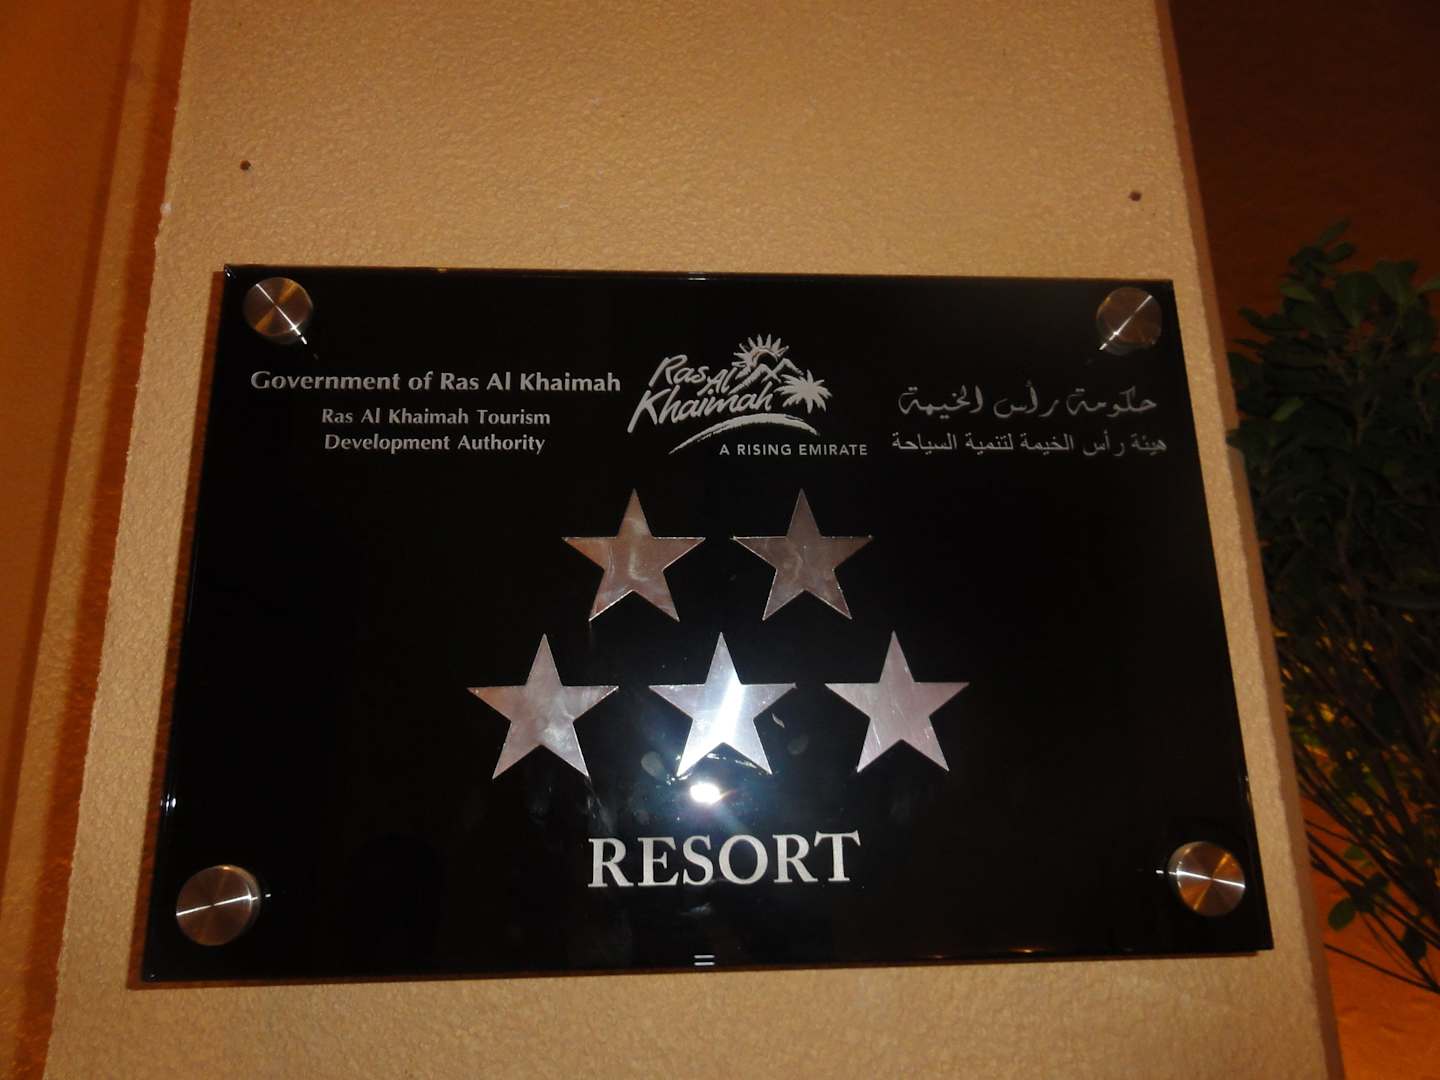 Government of Ras Al Khaimah
Ras Al Khaimah Tourism
Development Authority
Ras Al
Khaimah
A RISING EMIRATE
حكومة رأس الخيمة
هيئة رأس الخيمة لتنمية السياحة
RESORT